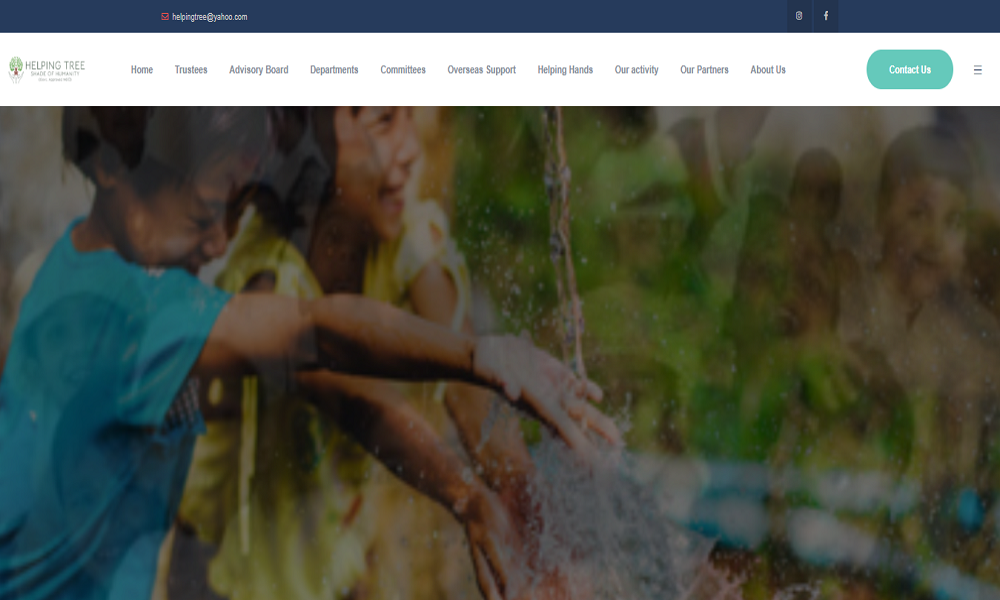 helpingtree@yahoo.com
HELPING TREE
SHADE OF HUMANITY
Home Trustees Advisory Board Departments Committees Overseas Support Helping Hands Our activity Our Partners About Us
Contact Us